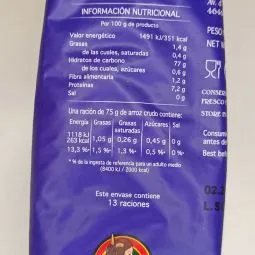 INFORMACIÓN NUTRICIONAL
Por 100 g de producto
Valor energético 1491 kJ/351 kcal
Grasas 1,4 g
de las cuales, saturadas 0,4 g
Hidratos de carbono 77 g
de los cuales, azúcares 0,6 g
Fibra alimentaria 1,2 g
Proteínas 7,2 g
Sal 0 g
Una ración de 75 g de arroz crudo contiene:
Energía Grasas Grasas saturadas Azúcares Sal
1118 kJ 263 kcal 1,05 g 0,26 g 0,45 g 0 g
13,3 %* 1,5 %* 1,3 %* 0,5 %* 0 %*
* % de la ingesta de referencia para un adulto medio
(8400 kJ / 2000 kcal)
Este envase contiene
13 raciones
PESO
NET
CONSER
FRESCO
STORE IN
Consum
antes de
Best befo
02.2
L.S